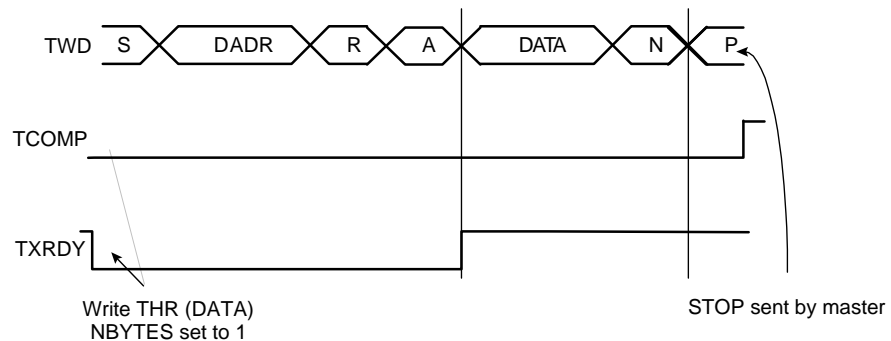 TWD S DADR R A DATA N P
TCOMP
TXRDY
Write THR (DATA)
NBYTES set to 1
STOP sent by master